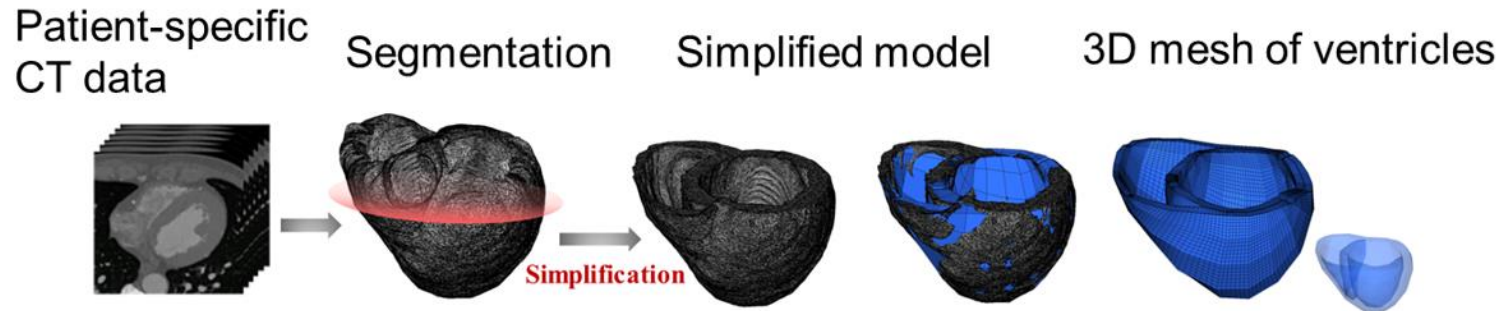 Patient-specific
CT data
Segmentation
Simplified model
3D mesh of ventricles
Simplification